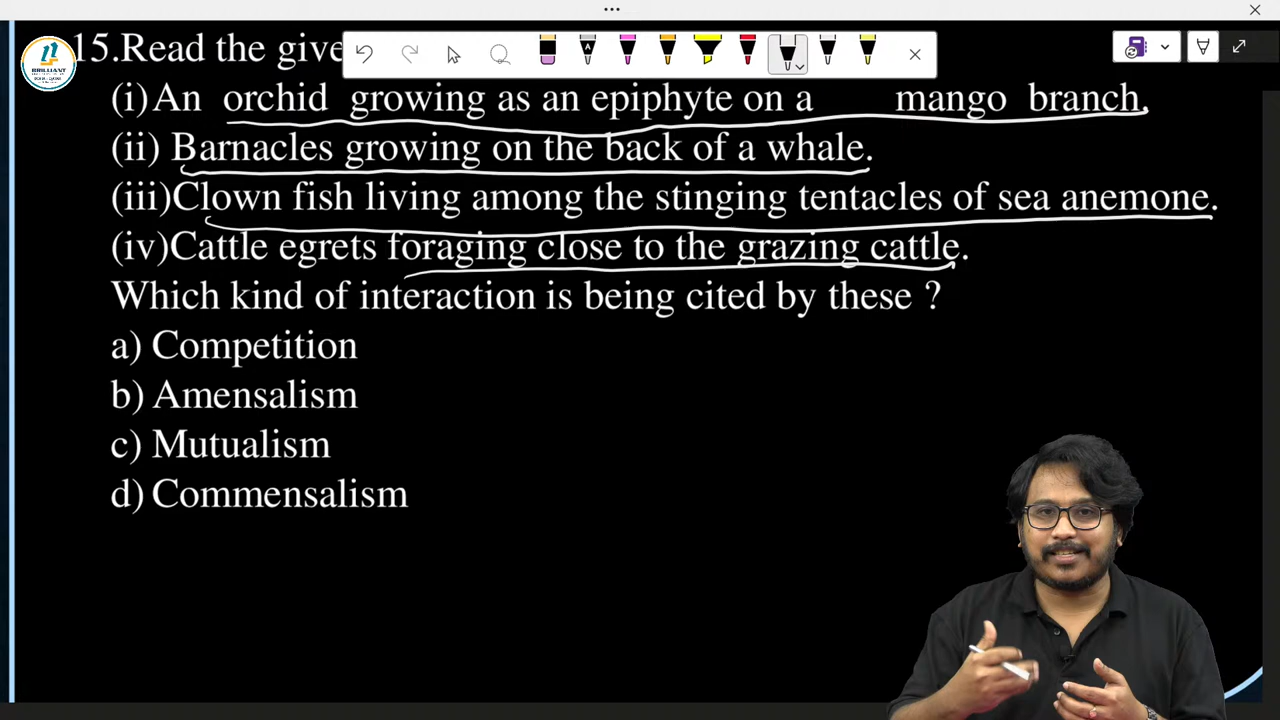 15.Read the give
(i)An orchid growing as an epiphyte on a mango branch,
(ii) Barnacles growing on the back of a whale.
(iii)Clown fish living among the stinging tentacles of sea anemone.
(iv)Cattle egrets foraging close to the grazing cattle.
Which kind of interaction is being cited by these ?
a) Competition
b) Amensalism
c) Mutualism
d) Commensalism
BRILLIANT